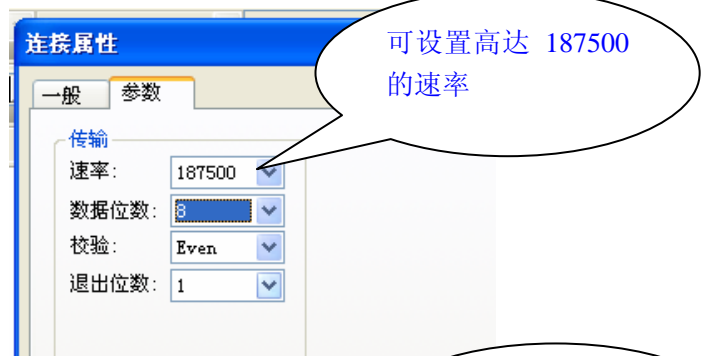 连接属性
可设置高达 187500
的速率
一般 参数
传输
速率: 187500
数据位数: 8
校验: Even
退出位数: 1